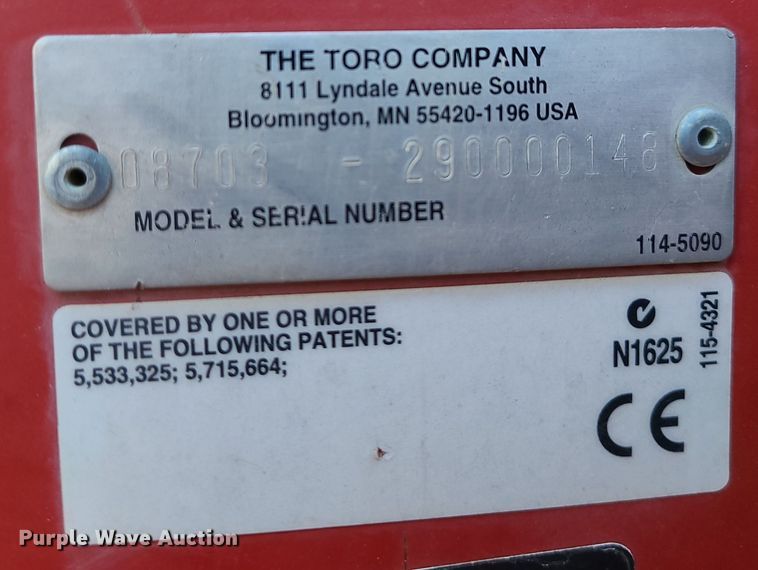 THE TORO COMPANY
8111 Lyndale Avenue South
Bloomington, MN 55420-1196 USA
08703 - 290000148
MODEL & SERIAL NUMBER
114-5090
COVERED BY ONE OR MORE
OF THE FOLLOWING PATENTS:
5,533,325; 5,715,664;
N1625
115-4321
CE
Purple Wave Auction